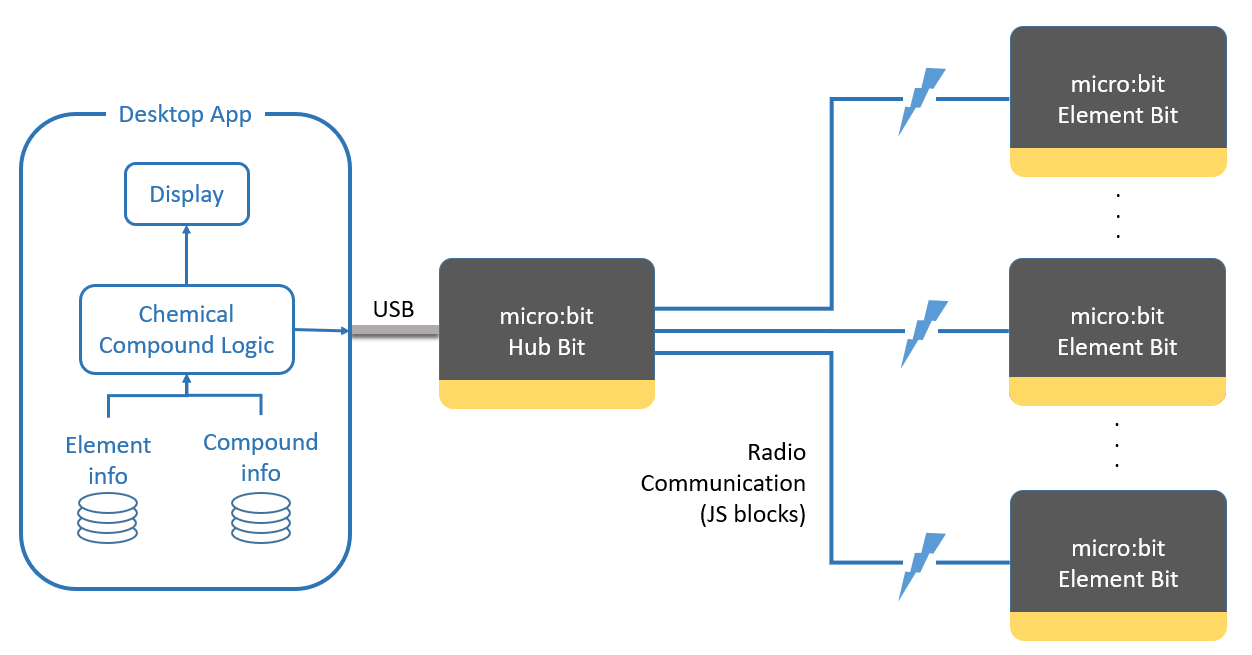 Desktop App
Display
Chemical
Compound Logic
Element
info
Compound
info
USB
micro:bit
Hub Bit
Radio
Communication
(JS blocks)
micro:bit
Element Bit
micro:bit
Element Bit
micro:bit
Element Bit